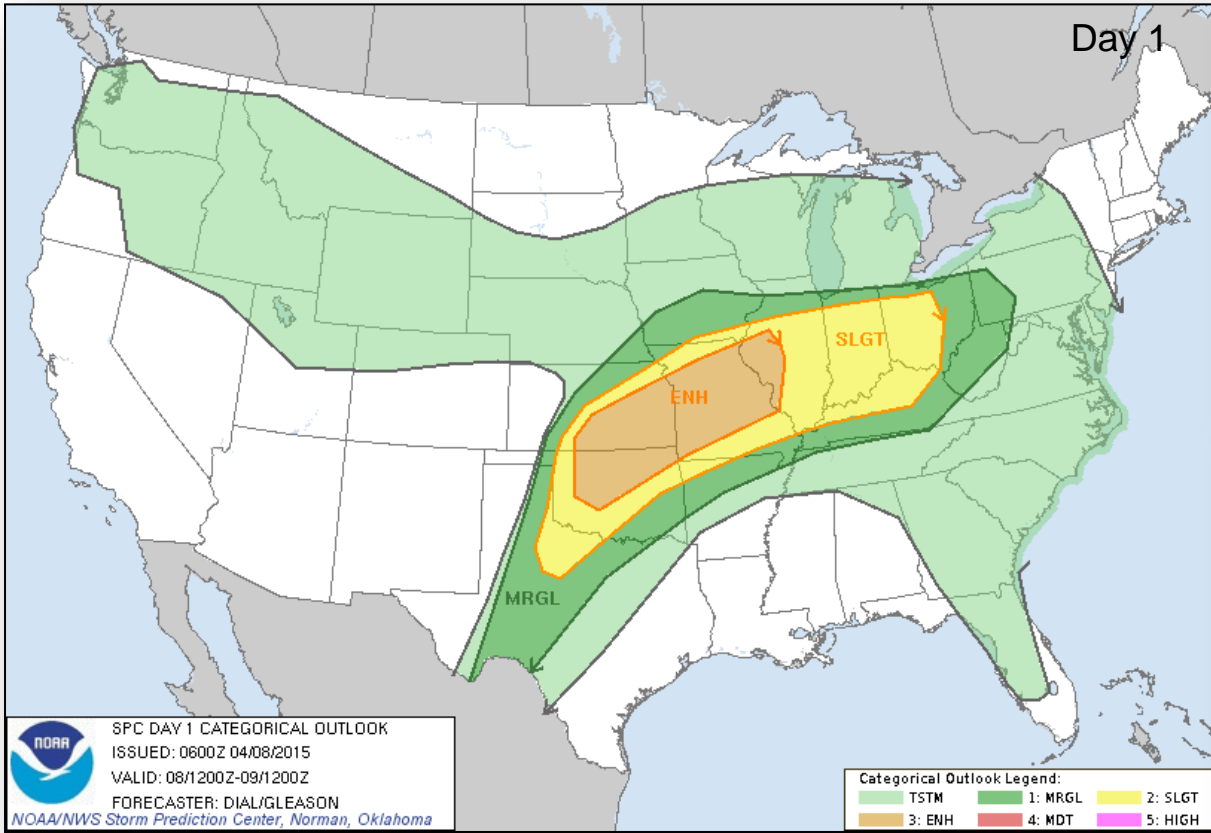 Day 1
SLGT
ENH
MRGL
NOAA
SPC DAY 1 CATEGORICAL OUTLOOK
ISSUED: 0600Z 04/08/2015
VALID: 08/1200Z-09/1200Z
FORECASTER: DIAL/GLEASON
NOAA/NWS Storm Prediction Center, Norman, Oklahoma
Categorical Outlook Legend:
TSTM 1: MRGL 2: SLGT
3: ENH 4: MDT 5: HIGH